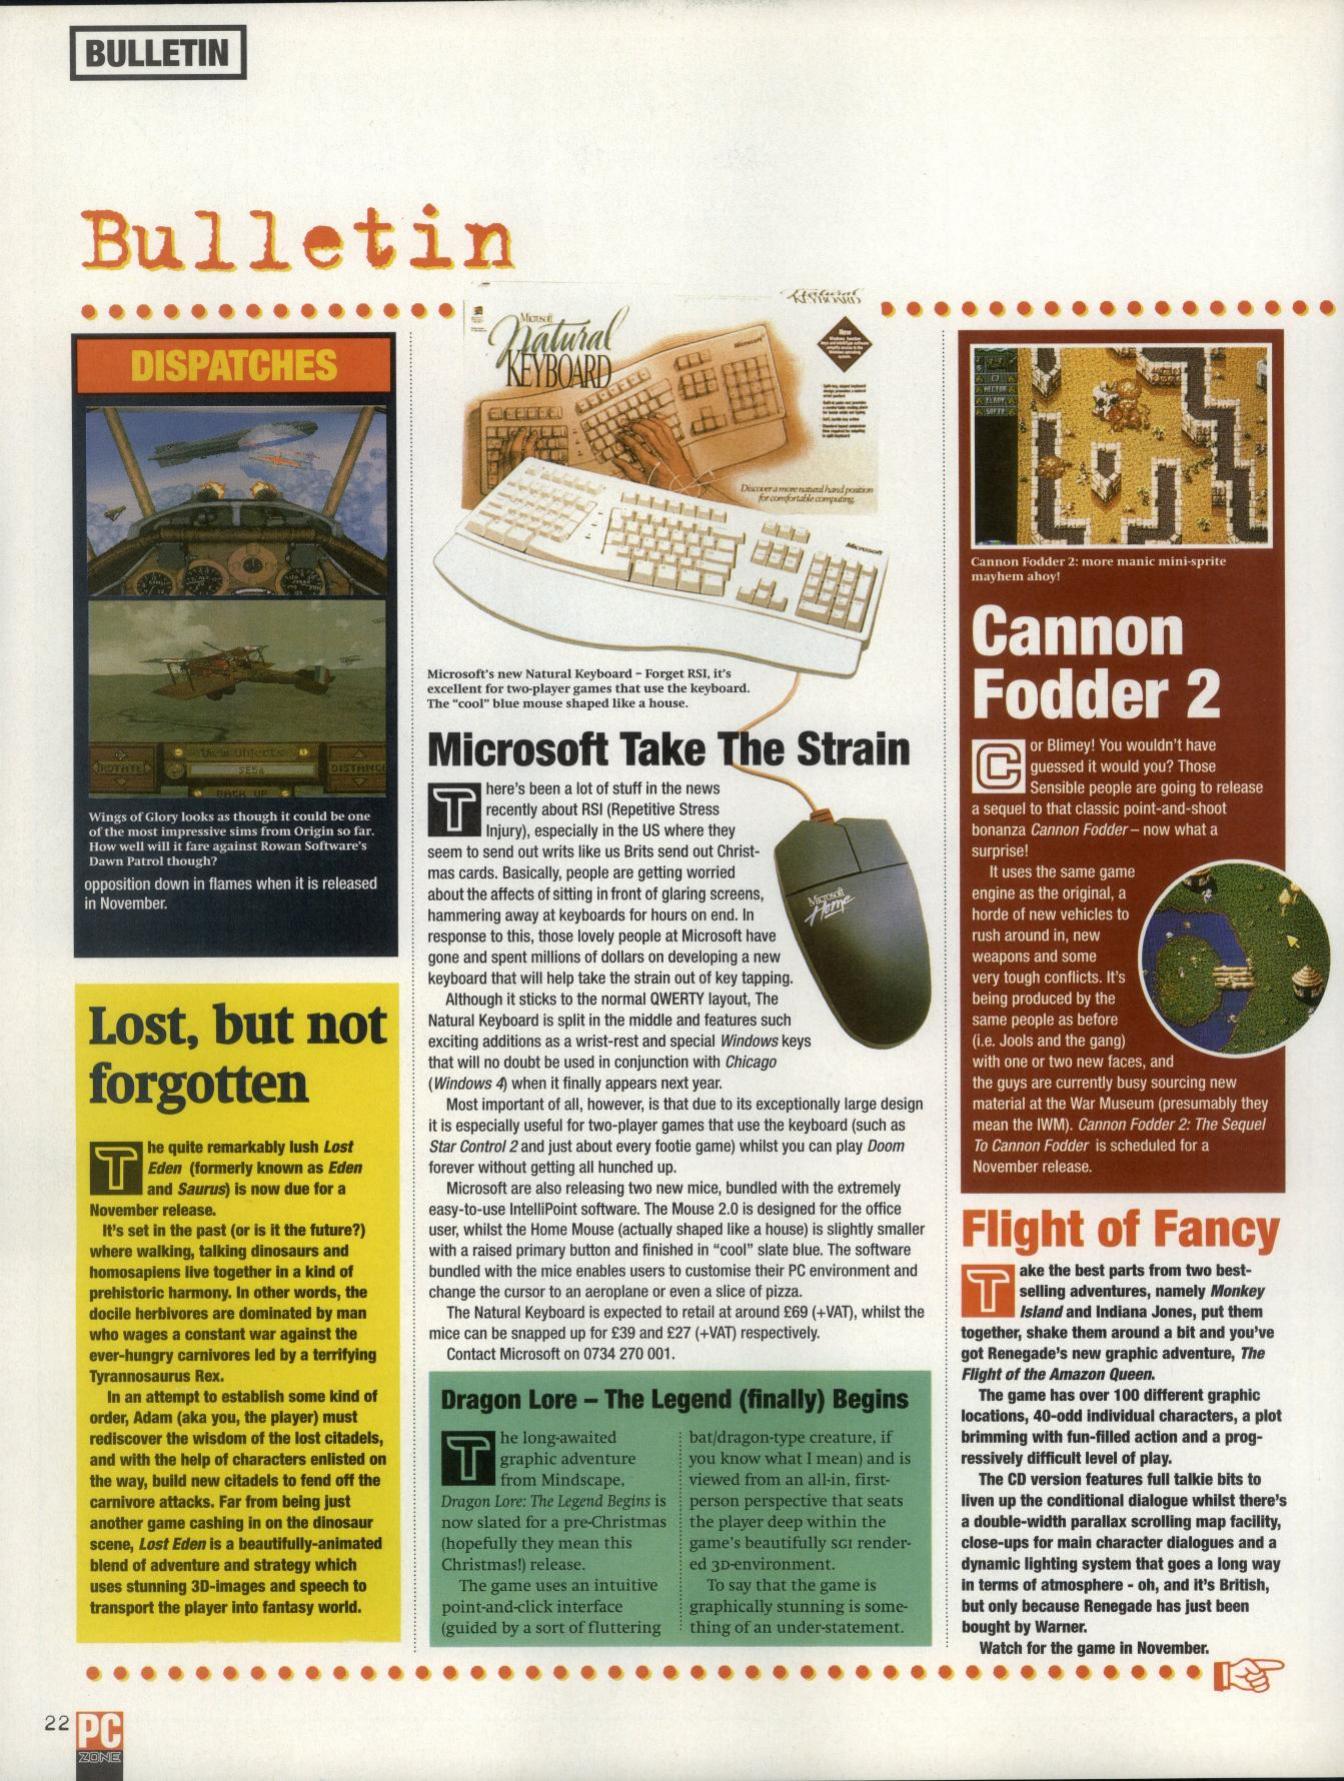 BULLETIN
Bulletin
DISPATCHES
ROTATE
View Objects
SE5a
DISTANCE
BACK UP
Wings of Glory looks as though it could be one
of the most impressive sims from Origin so far.
How well will it fare against Rowan Software's
Dawn Patrol though?
opposition down in flames when it is released
in November.
Lost, but not
forgotten
The quite remarkably lush Lost
Eden (formerly known as Eden
and Saurus) is now due for a
November release.
It's set in the past (or is it the future?)
where walking, talking dinosaurs and
homosapiens live together in a kind of
prehistoric harmony. In other words, the
docile herbivores are dominated by man
who wages a constant war against the
ever-hungry carnivores led by a terrifying
Tyrannosaurus Rex.
In an attempt to establish some kind of
order, Adam (aka you, the player) must
rediscover the wisdom of the lost citadels,
and with the help of characters enlisted on
the way, build new citadels to fend off the
carnivore attacks. Far from being just
another game cashing in on the dinosaur
scene, Lost Eden is a beautifully-animated
blend of adventure and strategy which
uses stunning 3D-images and speech to
transport the player into fantasy world.
Microsoft
Natural
KEYBOARD
Natural
KEYBOARD
New
Microsoft
Discover a more natural hand position
for comfortable computing.
Microsoft
Microsoft's new Natural Keyboard – Forget RSI, it's
excellent for two-player games that use the keyboard.
The "cool" blue mouse shaped like a house.
Microsoft Take The Strain
There's been a lot of stuff in the news
recently about RSI (Repetitive Stress
Injury), especially in the US where they
seem to send out writs like us Brits send out Christ-
mas cards. Basically, people are getting worried
about the affects of sitting in front of glaring screens,
hammering away at keyboards for hours on end. In
response to this, those lovely people at Microsoft have
gone and spent millions of dollars on developing a new
keyboard that will help take the strain out of key tapping.
Although it sticks to the normal QWERTY layout, The
Natural Keyboard is split in the middle and features such
exciting additions as a wrist-rest and special Windows keys
that will no doubt be used in conjunction with Chicago
(Windows 4) when it finally appears next year.
Most important of all, however, is that due to its exceptionally large design
it is especially useful for two-player games that use the keyboard (such as
Star Control 2 and just about every footie game) whilst you can play Doom
forever without getting all hunched up.
Microsoft are also releasing two new mice, bundled with the extremely
easy-to-use IntelliPoint software. The Mouse 2.0 is designed for the office
user, whilst the Home Mouse (actually shaped like a house) is slightly smaller
with a raised primary button and finished in "cool" slate blue. The software
bundled with the mice enables users to customise their PC environment and
change the cursor to an aeroplane or even a slice of pizza.
The Natural Keyboard is expected to retail at around £69 (+VAT), whilst the
mice can be snapped up for £39 and £27 (+VAT) respectively.
Contact Microsoft on 0734 270 001.
Microsoft
Home
Dragon Lore – The Legend (finally) Begins
The long-awaited
graphic adventure
from Mindscape,
Dragon Lore: The Legend Begins is
now slated for a pre-Christmas
(hopefully they mean this
Christmas!) release.
The game uses an intuitive
point-and-click interface
(guided by a sort of fluttering
bat/dragon-type creature, if
you know what I mean) and is
viewed from an all-in, first-
person perspective that seats
the player deep within the
game's beautifully SGI render-
ed 3D-environment.
To say that the game is
graphically stunning is some-
thing of an under-statement.
Cannon Fodder 2: more manic mini-sprite
mayhem ahoy!
Cannon
Fodder 2
Cor Blimey! You wouldn't have
guessed it would you? Those
Sensible people are going to release
a sequel to that classic point-and-shoot
bonanza Cannon Fodder – now what a
surprise!
It uses the same game
engine as the original, a
horde of new vehicles to
rush around in, new
weapons and some
very tough conflicts. It's
being produced by the
same people as before
(i.e. Jools and the gang)
with one or two new faces, and
the guys are currently busy sourcing new
material at the War Museum (presumably they
mean the IWM). Cannon Fodder 2: The Sequel
To Cannon Fodder is scheduled for a
November release.
Flight of Fancy
Take the best parts from two best-
selling adventures, namely Monkey
Island and Indiana Jones, put them
together, shake them around a bit and you've
got Renegade's new graphic adventure, The
Flight of the Amazon Queen.
The game has over 100 different graphic
locations, 40-odd individual characters, a plot
brimming with fun-filled action and a prog-
ressively difficult level of play.
The CD version features full talkie bits to
liven up the conditional dialogue whilst there's
a double-width parallax scrolling map facility,
close-ups for main character dialogues and a
dynamic lighting system that goes a long way
in terms of atmosphere - oh, and it's British,
but only because Renegade has just been
bought by Warner.
Watch for the game in November.
22
PC
ZONE